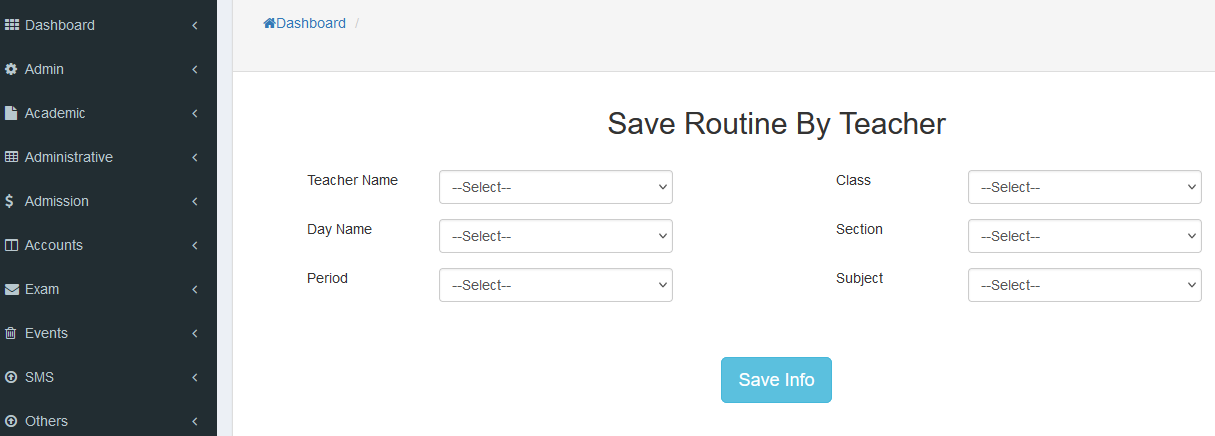 Dashboard
Admin
Academic
Administrative
Admission
Accounts
Exam
Events
SMS
Others
Dashboard /
Save Routine By Teacher
Teacher Name --Select--
Class --Select--
Day Name --Select--
Section --Select--
Period --Select--
Subject --Select--
Save Info